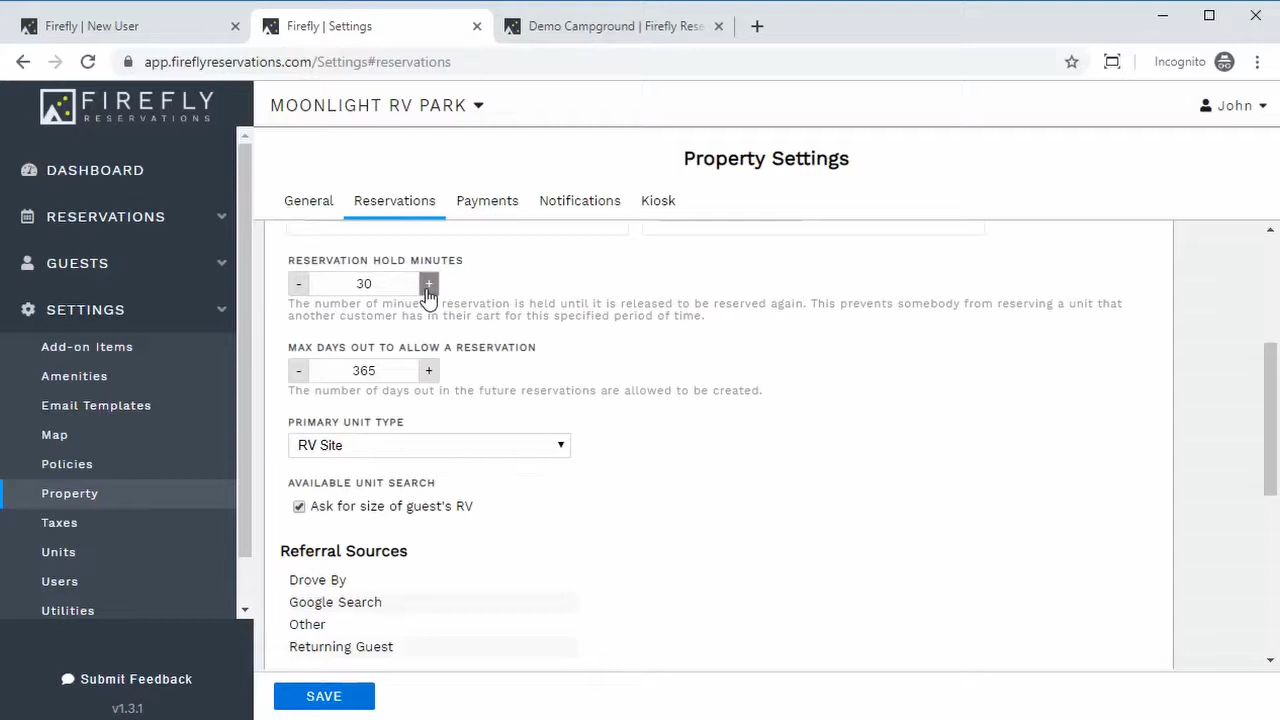 Firefly | New User
Firefly | Settings
Demo Campground | Firefly Rese
app.fireflyreservations.com/Settings#reservations
Incognito
FIREFLY
RESERVATIONS
MOONLIGHT RV PARK
John
DASHBOARD
RESERVATIONS
GUESTS
SETTINGS
Add-on Items
Amenities
Email Templates
Map
Policies
Property
Taxes
Units
Users
Utilities
Submit Feedback
v1.3.1
Property Settings
General Reservations Payments Notifications Kiosk
RESERVATION HOLD MINUTES
- 30 +
The number of minue reservation is held until it is released to be reserved again. This prevents somebody from reserving a unit that
another customer has in their cart for this specified period of time.
MAX DAYS OUT TO ALLOW A RESERVATION
- 365 +
The number of days out in the future reservations are allowed to be created.
PRIMARY UNIT TYPE
RV Site
AVAILABLE UNIT SEARCH
Ask for size of guest's RV
Referral Sources
Drove By
Google Search
Other
Returning Guest
SAVE